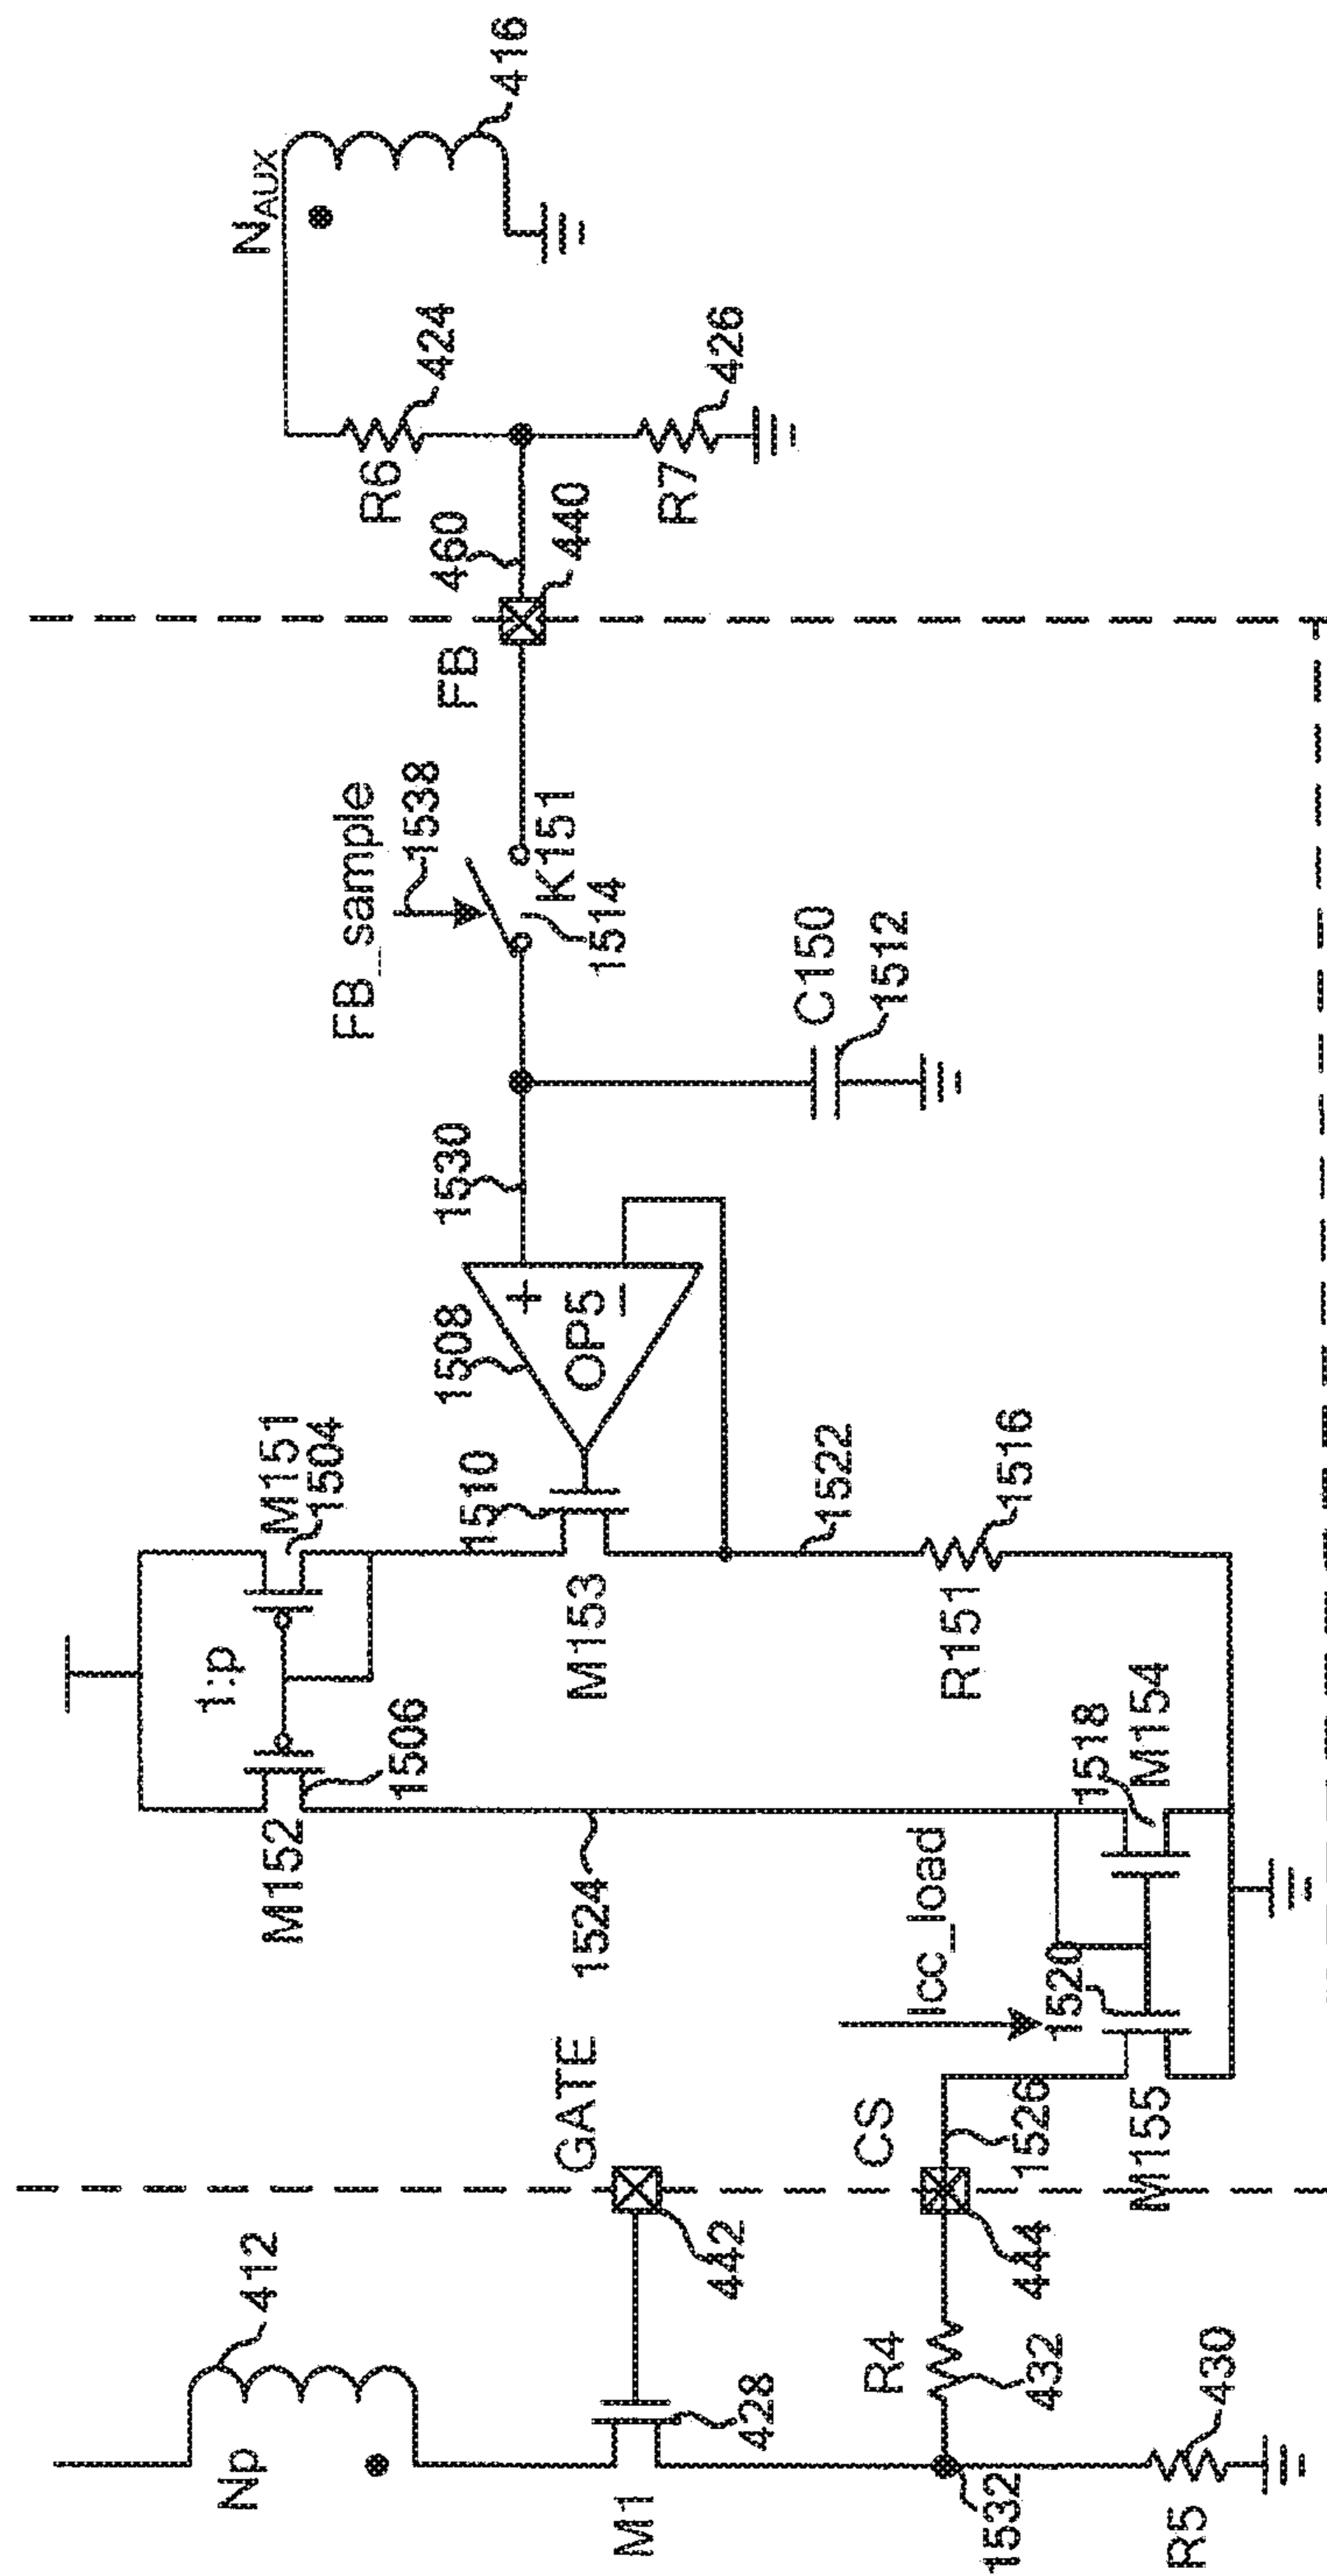 Np
412
M1
428
GATE
442
R4
432
CS
444
1532
R5
430
1526
M155
Icc_load
1520
1518
M154
1524
M152
1506
1:p
M151
1504
1510
M153
1522
R151
1516
1508
+
OP5
−
1530
C150
1512
FB_sample
1538
K151
1514
FB
460
440
R6
424
R7
426
NAUX
416